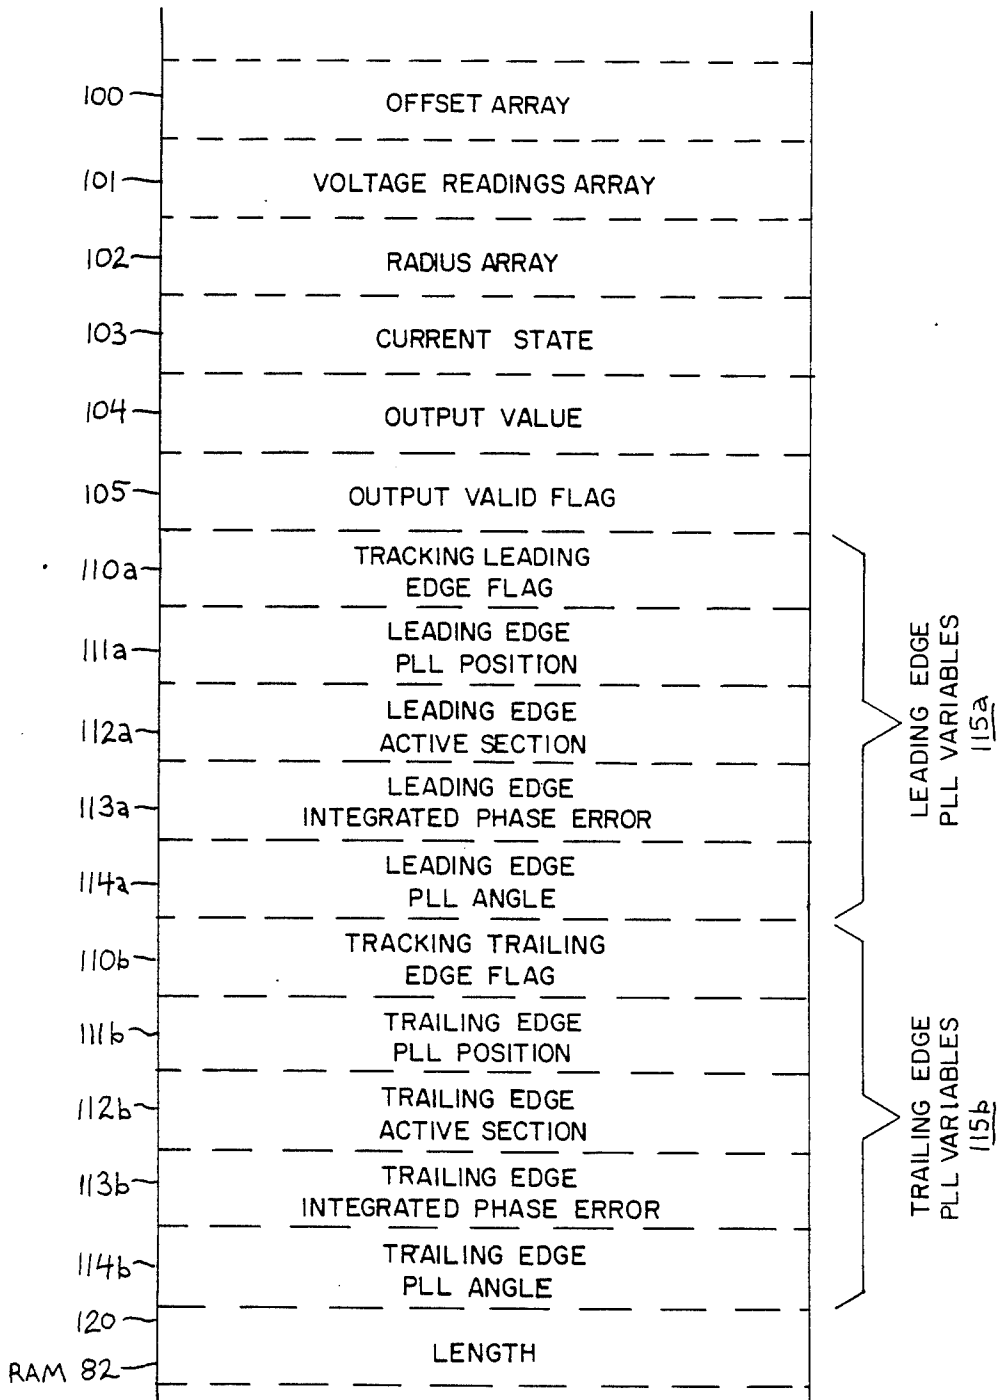 100
OFFSET ARRAY
101
VOLTAGE READINGS ARRAY
102
RADIUS ARRAY
103
CURRENT STATE
104
OUTPUT VALUE
105
OUTPUT VALID FLAG
110a
TRACKING LEADING
EDGE FLAG
111a
LEADING EDGE
PLL POSITION
112a
LEADING EDGE
ACTIVE SECTION
113a
LEADING EDGE
INTEGRATED PHASE ERROR
114a
LEADING EDGE
PLL ANGLE
LEADING EDGE
PLL VARIABLES
115a
110b
TRACKING TRAILING
EDGE FLAG
111b
TRAILING EDGE
PLL POSITION
112b
TRAILING EDGE
ACTIVE SECTION
113b
TRAILING EDGE
INTEGRATED PHASE ERROR
114b
TRAILING EDGE
PLL ANGLE
TRAILING EDGE
PLL VARIABLES
115b
120
LENGTH
RAM 82